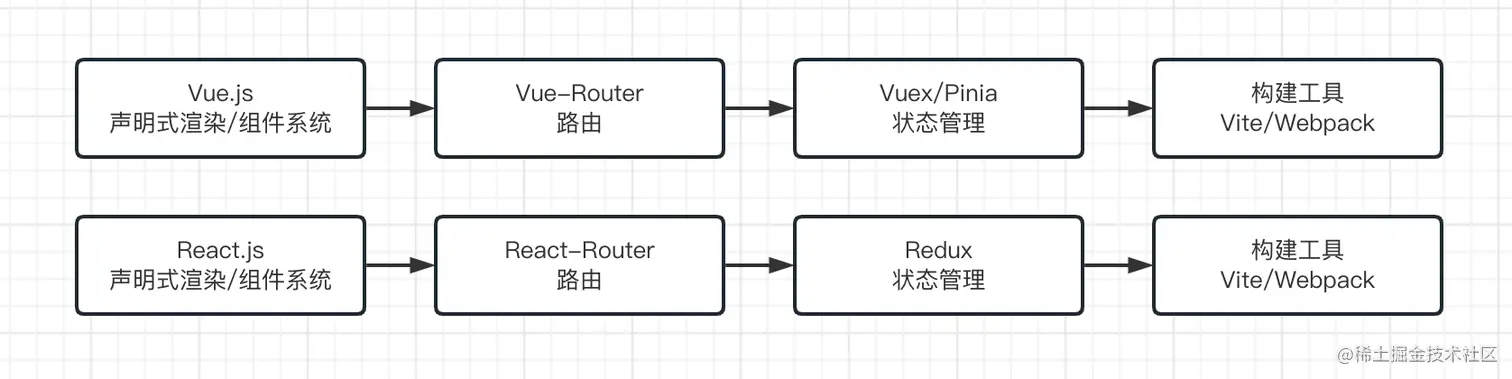 Vue.js
声明式渲染/组件系统
Vue-Router
路由
Vuex/Pinia
状态管理
构建工具
Vite/Webpack
React.js
声明式渲染/组件系统
React-Router
路由
Redux
状态管理
构建工具
Vite/Webpack
@稀土掘金技术社区